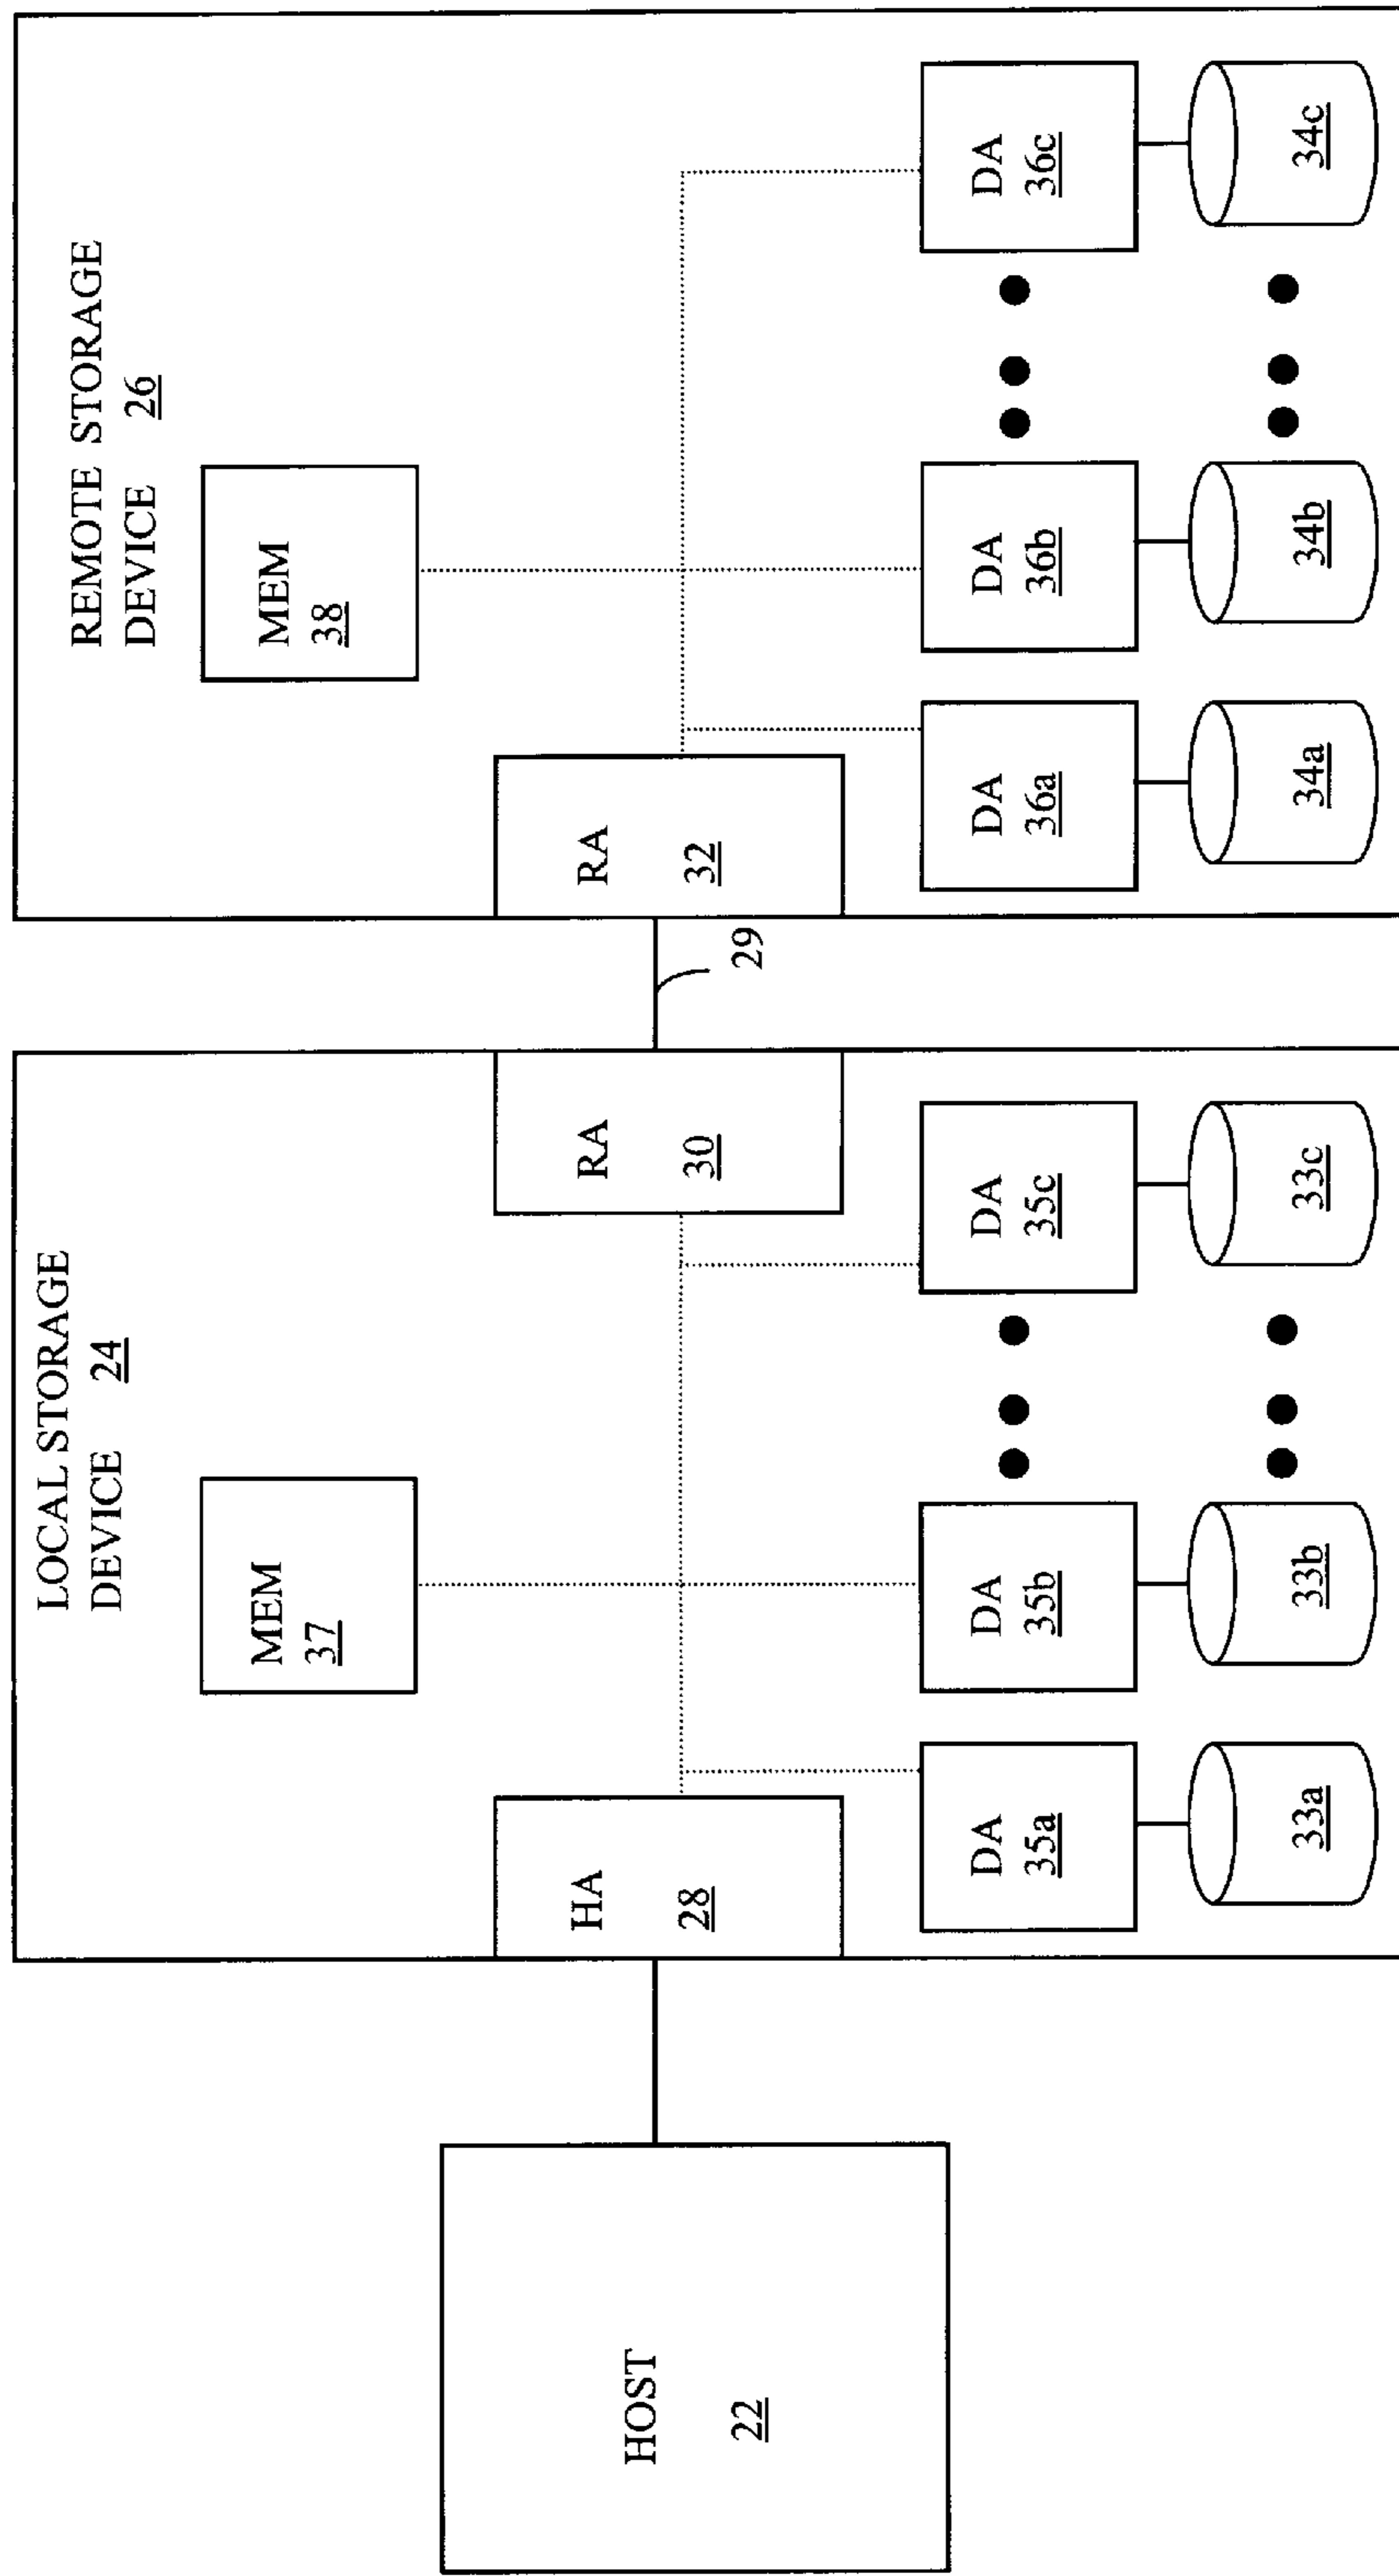 HOST
22
LOCAL STORAGE
DEVICE 24
MEM
37
HA
28
RA
30
DA
35a
DA
35b
DA
35c
33a
33b
33c
29
REMOTE STORAGE
DEVICE 26
MEM
38
RA
32
DA
36a
DA
36b
DA
36c
34a
34b
34c